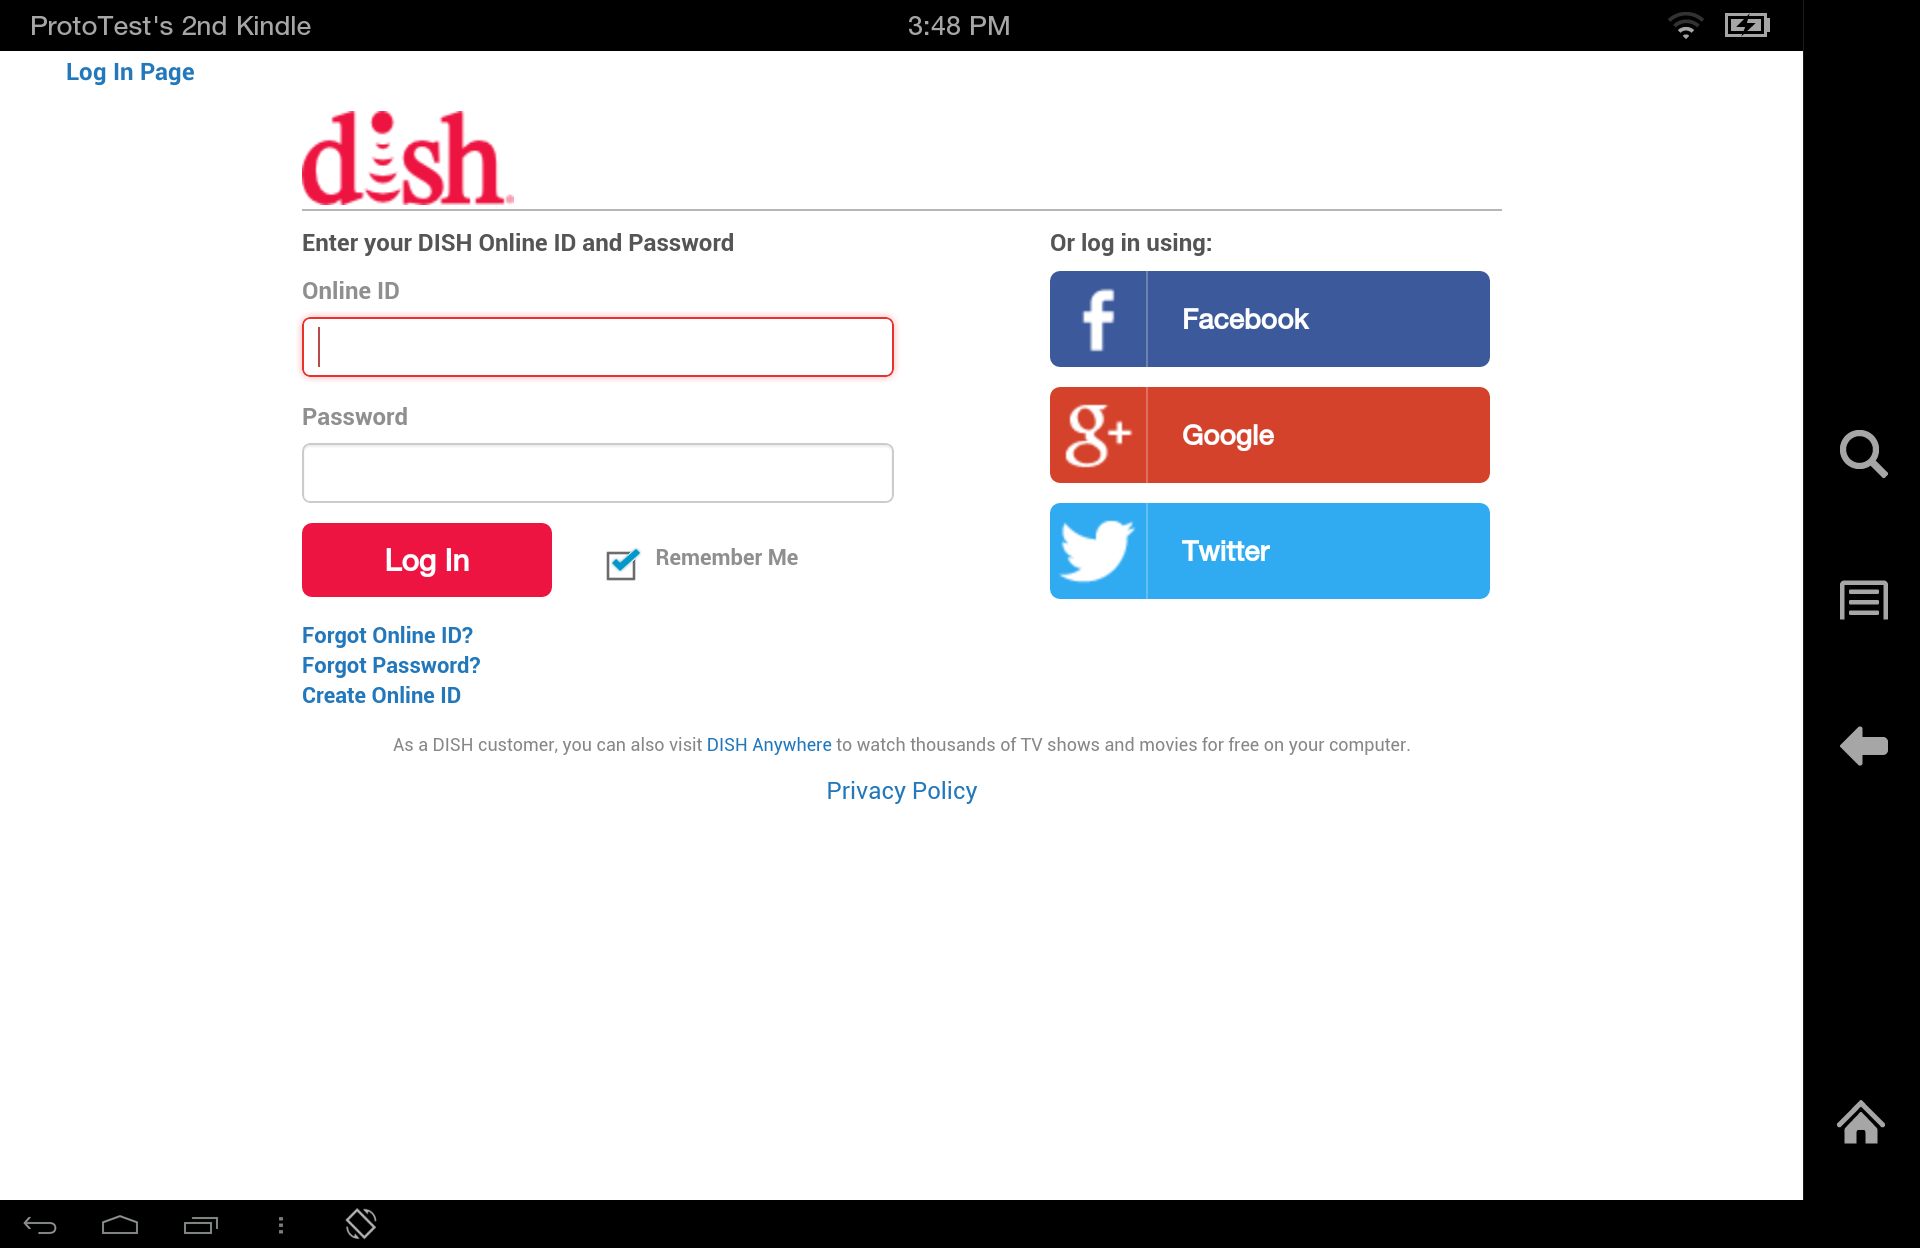 ProtoTest's 2nd Kindle
3:48 PM
Log In Page
dish
Enter your DISH Online ID and Password
Online ID
Password
Log In
Remember Me
Forgot Online ID?
Forgot Password?
Create Online ID
Or log in using:
f
Facebook
g+
Google
Twitter
As a DISH customer, you can also visit DISH Anywhere to watch thousands of TV shows and movies for free on your computer.
Privacy Policy